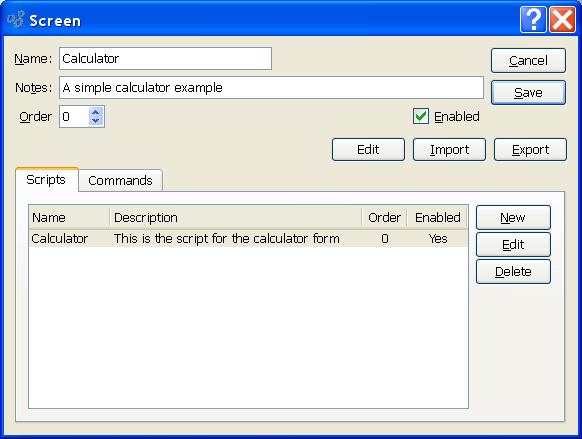 Screen
Name: Calculator
Cancel
Notes: A simple calculator example
Save
Order 0
Enabled
Edit Import Export
Scripts Commands
Name Description Order Enabled
New
Calculator This is the script for the calculator form 0 Yes
Edit
Delete